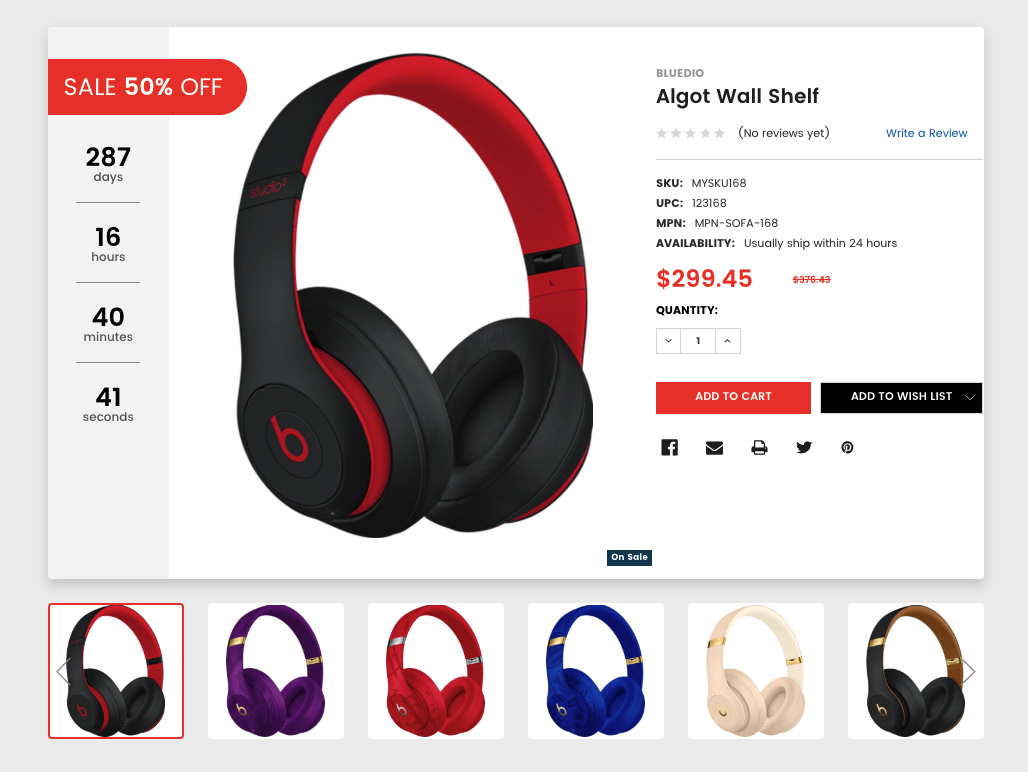 SALE 50% OFF
287
days
16
hours
40
minutes
41
seconds
studio3
L
BLUEDIO
Algot Wall Shelf
(No reviews yet)
Write a Review
SKU: MYSKU168
UPC: 123168
MPN: MPN-SOFA-168
AVAILABILITY: Usually ship within 24 hours
$299.45 $376.43
QUANTITY:
1
ADD TO CART
ADD TO WISH LIST
On Sale